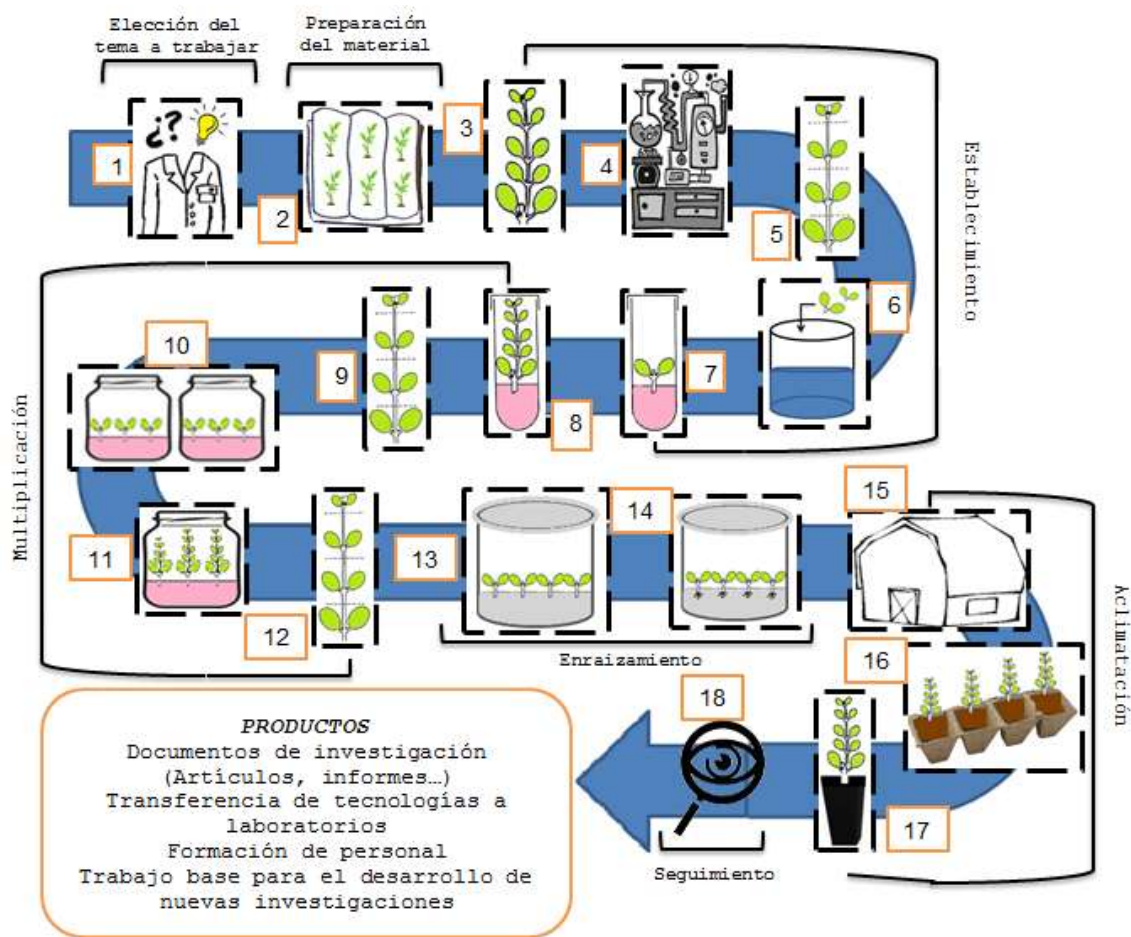 Elección del
tema a trabajar
Preparación
del material
1
¿?
2
3
4
5
Establecimiento
6
7
8
9
10
Multiplicación
11
12
13
14
Enraizamiento
15
Aclimatación
16
17
18
Seguimiento
PRODUCTOS
Documentos de investigación
(Artículos, informes…)
Transferencia de tecnologías a
laboratorios
Formación de personal
Trabajo base para el desarrollo de
nuevas investigaciones